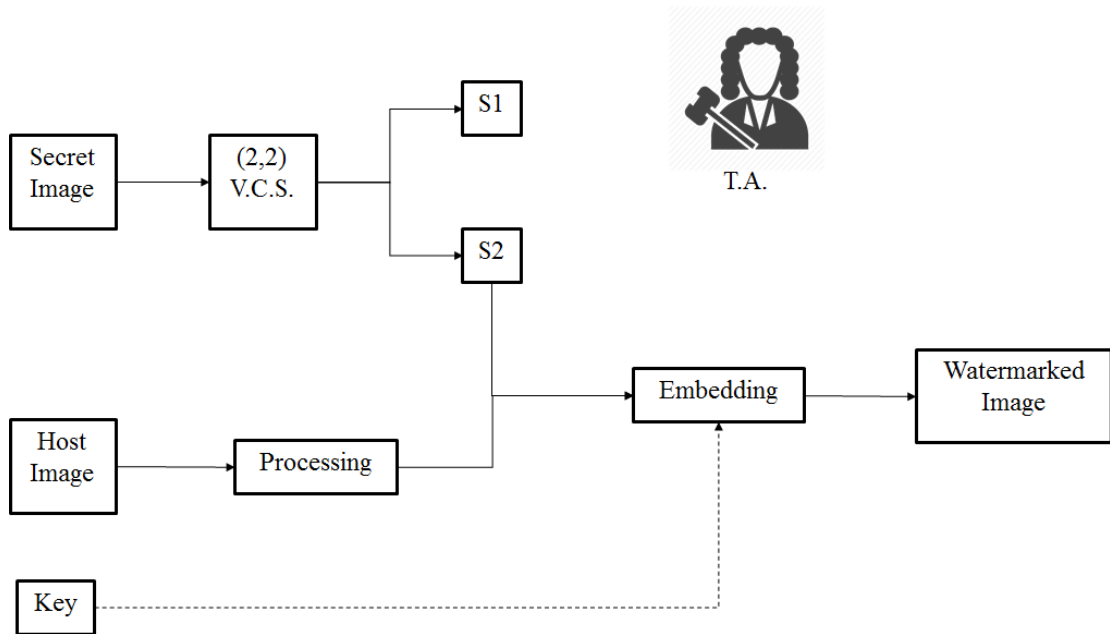 S1
Secret
Image
(2,2)
V.C.S.
T.A.
S2
Embedding
Watermarked
Image
Host
Image
Processing
Key